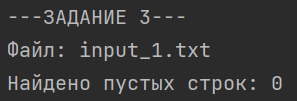 ---ЗАДАНИЕ 3---
Файл: input_1.txt
Найдено пустых строк: 0